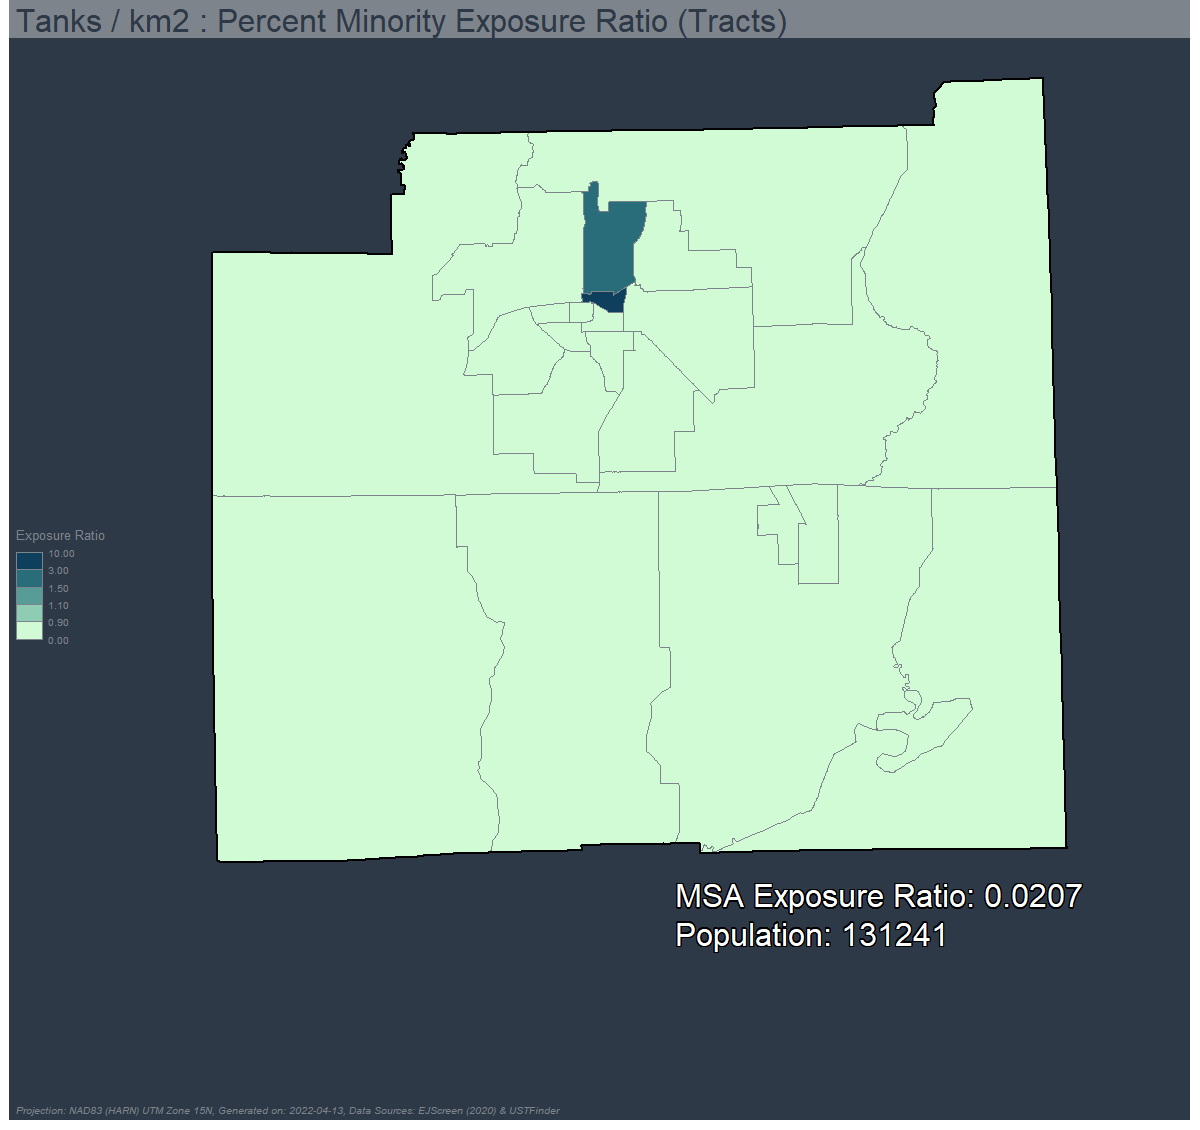 Tanks / km2 : Percent Minority Exposure Ratio (Tracts)
Exposure Ratio
10.00
3.00
1.50
1.10
0.90
0.00
MSA Exposure Ratio: 0.0207
Population: 131241
Projection: NAD83 (HARN) UTM Zone 15N, Generated on: 2022-04-13, Data Sources: EJScreen (2020) & USTFinder